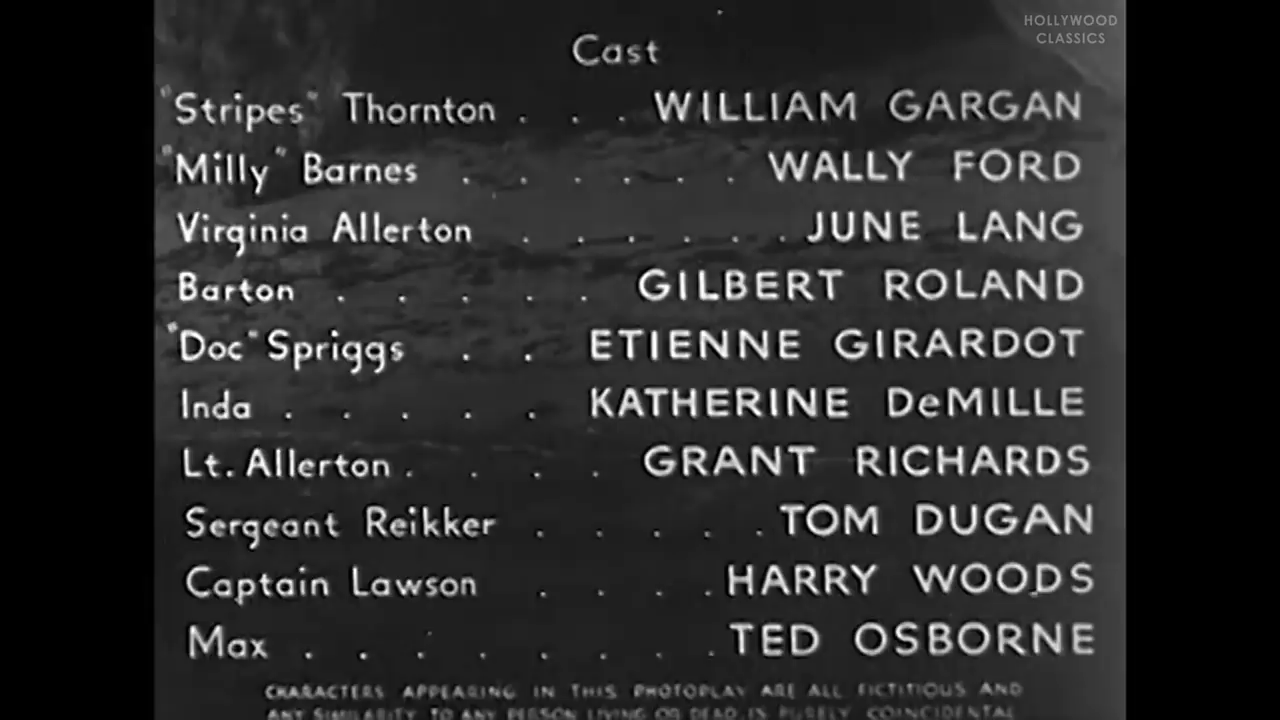 HOLLYWOOD
CLASSICS
Cast
"Stripes" Thornton . . . WILLIAM GARGAN
"Milly" Barnes . . . . . . WALLY FORD
Virginia Allerton . . . . . . JUNE LANG
Barton . . . . . GILBERT ROLAND
"Doc" Spriggs . . ETIENNE GIRARDOT
Inda . . . . . KATHERINE DeMILLE
Lt. Allerton . . . . GRANT RICHARDS
Sergeant Reikker . . . . . TOM DUGAN
Captain Lawson . . . . HARRY WOODS
Max . . . . . . . . TED OSBORNE
CHARACTERS APPEARING IN THIS PHOTOPLAY ARE ALL FICTITIOUS AND
ANY SIMILARITY TO ANY PERSON LIVING OR DEAD, IS PURELY COINCIDENTAL